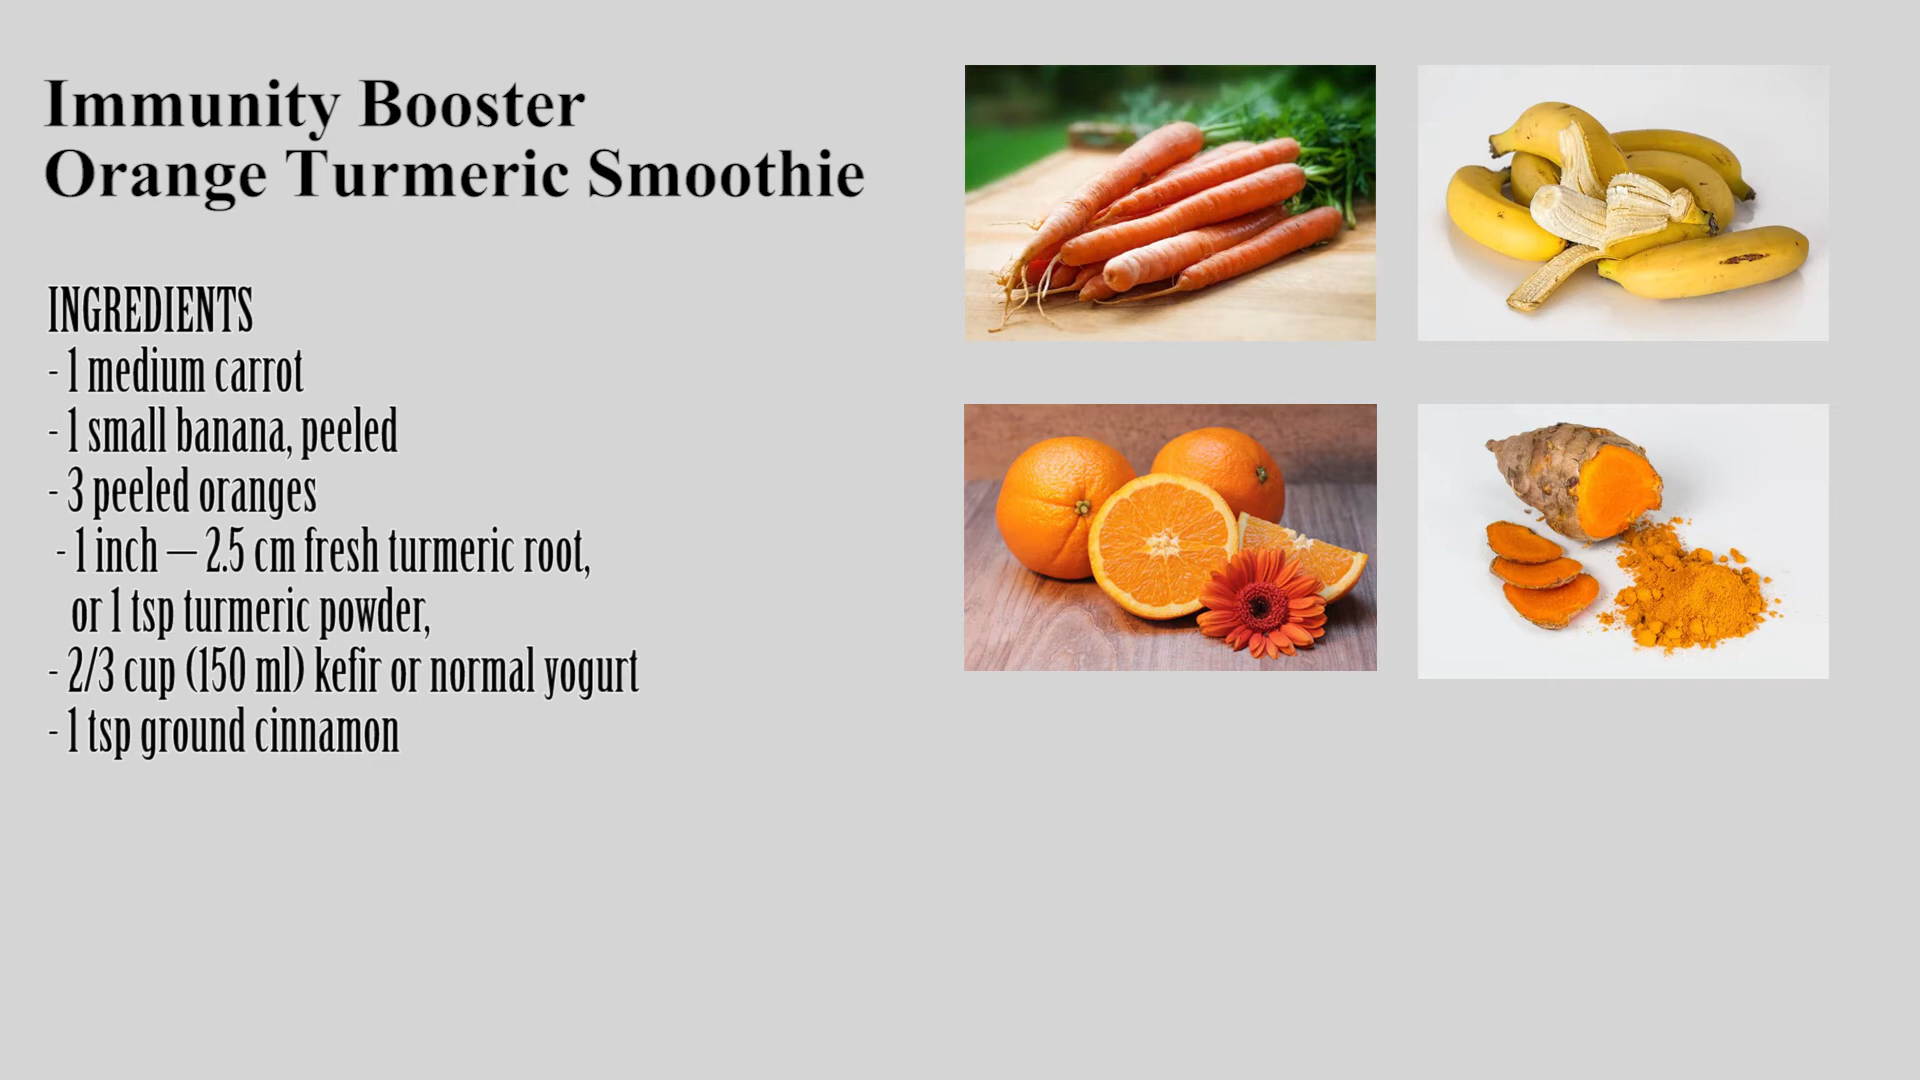 Immunity Booster
Orange Turmeric Smoothie
INGREDIENTS
- 1 medium carrot
- 1 small banana, peeled
- 3 peeled oranges
- 1 inch – 2.5 cm fresh turmeric root,
or 1 tsp turmeric powder,
- 2/3 cup (150 ml) kefir or normal yogurt
- 1 tsp ground cinnamon